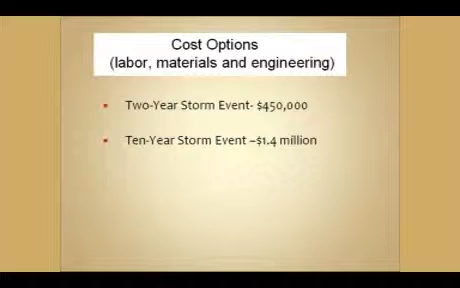 Cost Options
(labor, materials and engineering)
Two-Year Storm Event- $450,000
Ten-Year Storm Event –$1.4 million